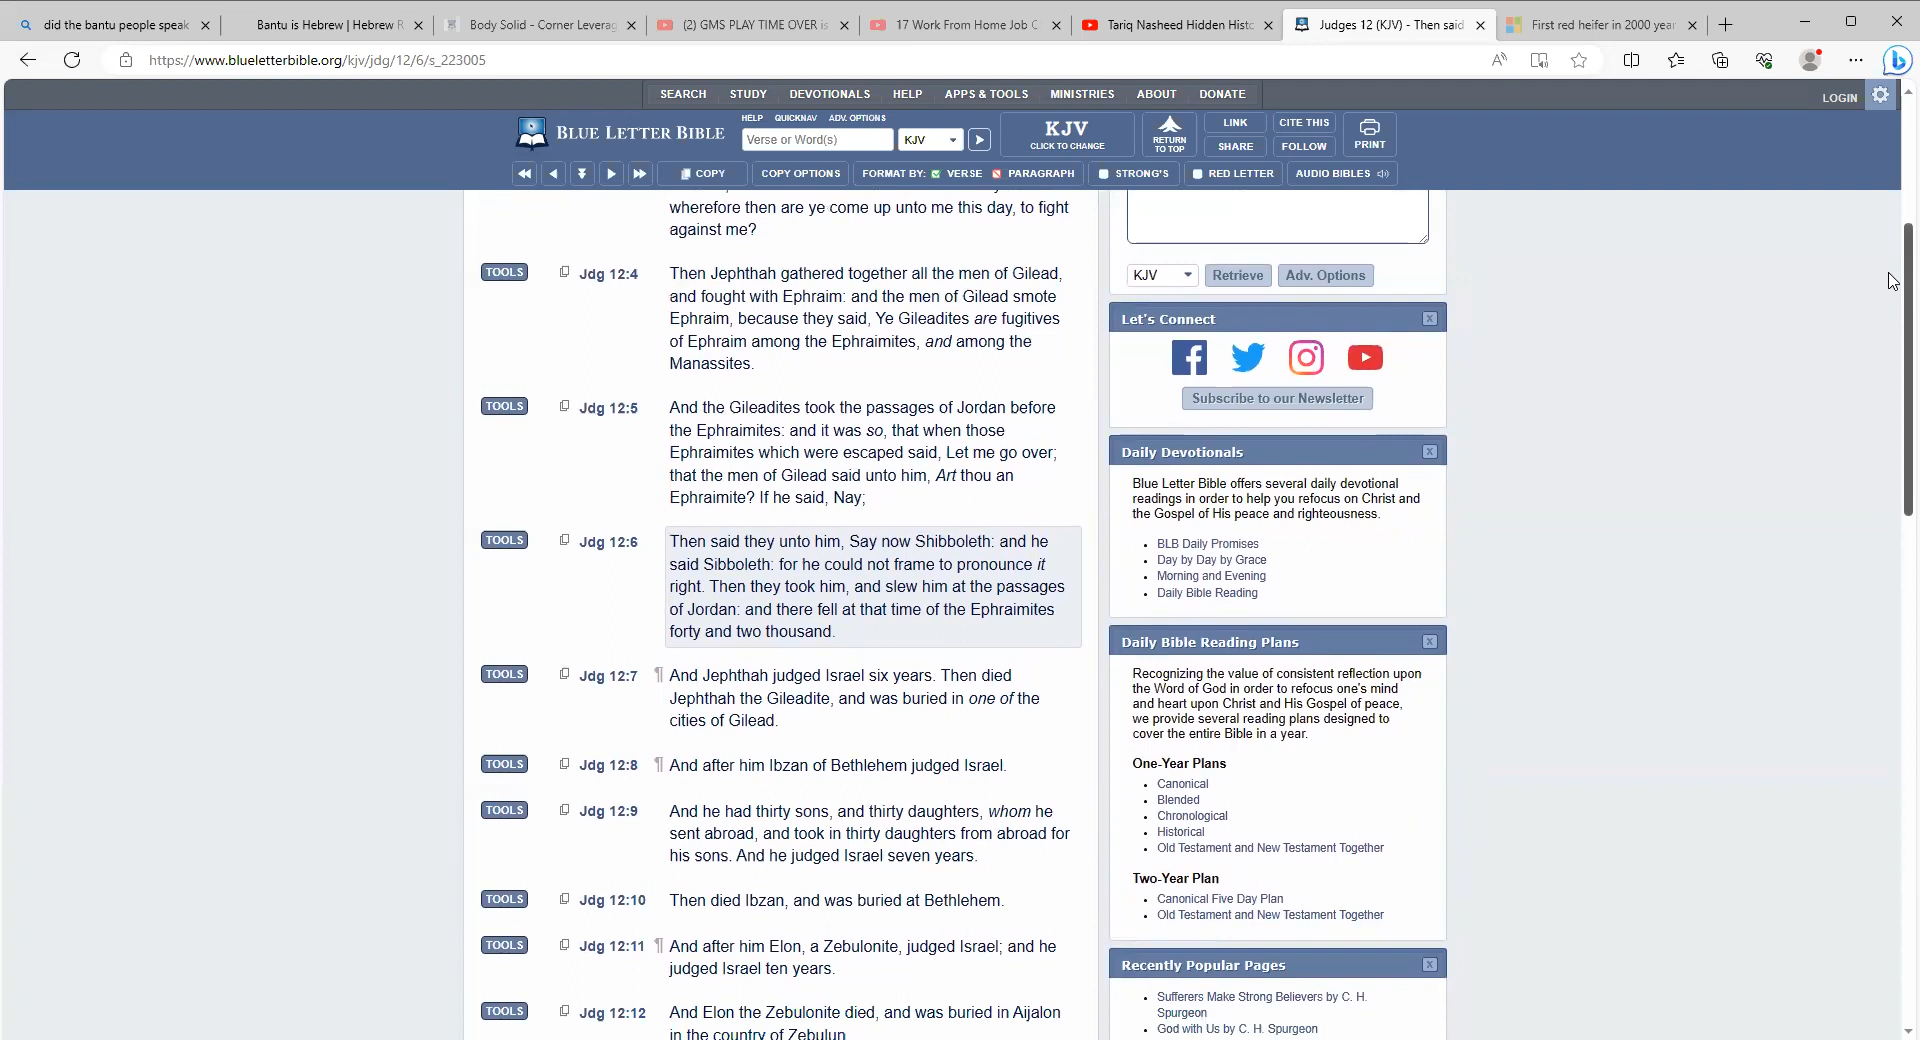 did the bantu people speak
Bantu is Hebrew | Hebrew R
Body Solid - Corner Leverag
(2) GMS PLAY TIME OVER is
17 Work From Home Job O
Tariq Nasheed Hidden Histo
Judges 12 (KJV) - Then said
First red heifer in 2000 year
https://www.blueletterbible.org/kjv/jdg/12/6/s_223005
SEARCH STUDY DEVOTIONALS HELP APPS & TOOLS MINISTRIES ABOUT DONATE
LOGIN
BLUE LETTER BIBLE
HELP QUICKNAV ADV. OPTIONS
Verse or Word(s)
KJV
KJV
CLICK TO CHANGE
RETURN
TO TOP
LINK
CITE THIS
SHARE
FOLLOW
PRINT
COPY
COPY OPTIONS
FORMAT BY: VERSE PARAGRAPH
STRONG'S
RED LETTER
AUDIO BIBLES
wherefore then are ye come up unto me this day, to fight
against me?
TOOLS Jdg 12:4 Then Jephthah gathered together all the men of Gilead,
and fought with Ephraim: and the men of Gilead smote
Ephraim, because they said, Ye Gileadites are fugitives
of Ephraim among the Ephraimites, and among the
Manassites.
TOOLS Jdg 12:5 And the Gileadites took the passages of Jordan before
the Ephraimites: and it was so, that when those
Ephraimites which were escaped said, Let me go over;
that the men of Gilead said unto him, Art thou an
Ephraimite? If he said, Nay;
TOOLS Jdg 12:6 Then said they unto him, Say now Shibboleth: and he
said Sibboleth: for he could not frame to pronounce it
right. Then they took him, and slew him at the passages
of Jordan: and there fell at that time of the Ephraimites
forty and two thousand.
TOOLS Jdg 12:7 ¶ And Jephthah judged Israel six years. Then died
Jephthah the Gileadite, and was buried in one of the
cities of Gilead.
TOOLS Jdg 12:8 ¶ And after him Ibzan of Bethlehem judged Israel.
TOOLS Jdg 12:9 And he had thirty sons, and thirty daughters, whom he
sent abroad, and took in thirty daughters from abroad for
his sons. And he judged Israel seven years.
TOOLS Jdg 12:10 Then died Ibzan, and was buried at Bethlehem.
TOOLS Jdg 12:11 ¶ And after him Elon, a Zebulonite, judged Israel; and he
judged Israel ten years.
TOOLS Jdg 12:12 And Elon the Zebulonite died, and was buried in Aijalon
in the country of Zebulun.
KJV
Retrieve
Adv. Options
Let's Connect
Subscribe to our Newsletter
Daily Devotionals
Blue Letter Bible offers several daily devotional
readings in order to help you refocus on Christ and
the Gospel of His peace and righteousness.
BLB Daily Promises
Day by Day by Grace
Morning and Evening
Daily Bible Reading
Daily Bible Reading Plans
Recognizing the value of consistent reflection upon
the Word of God in order to refocus one's mind
and heart upon Christ and His Gospel of peace,
we provide several reading plans designed to
cover the entire Bible in a year.
One-Year Plans
Canonical
Blended
Chronological
Historical
Old Testament and New Testament Together
Two-Year Plan
Canonical Five Day Plan
Old Testament and New Testament Together
Recently Popular Pages
Sufferers Make Strong Believers by C. H.
Spurgeon
God with Us by C. H. Spurgeon